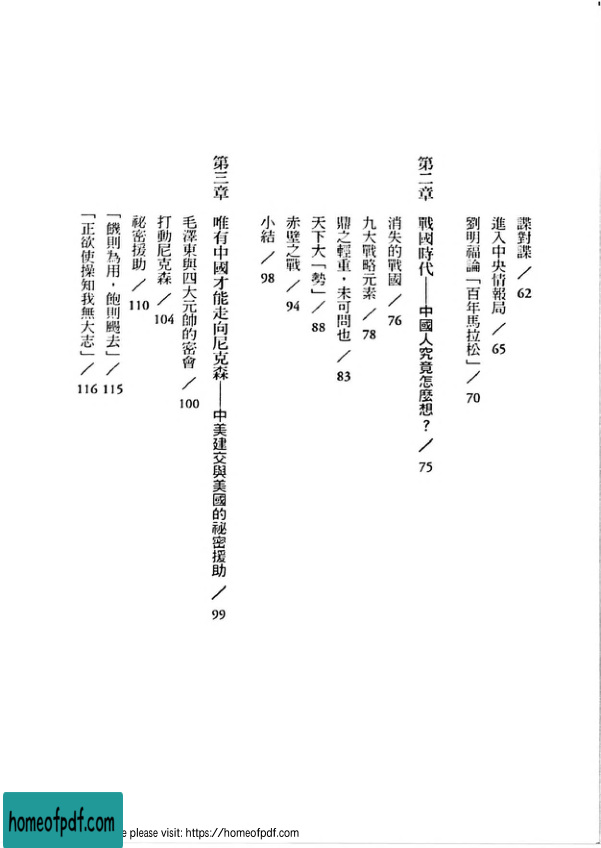 諜對諜／62
進入中央情報局／65
劉明福論「百年馬拉松」／70
第二章 戰國時代——中國人究竟怎麼想？／75
消失的戰國／76
九大戰略元素／78
鼎之輕重，未可問也／83
天下大「勢」／88
赤壁之戰／94
小結／98
第三章 唯有中國才能走向尼克森——中美建交與美國的祕密援助／99
毛澤東與四大元帥的密會／100
打動尼克森／104
祕密援助／110
「饑則為用，飽則颺去」／115
「正欲使操知我無大志」／116
homeofpdf.com
e please visit: https://homeofpdf.com